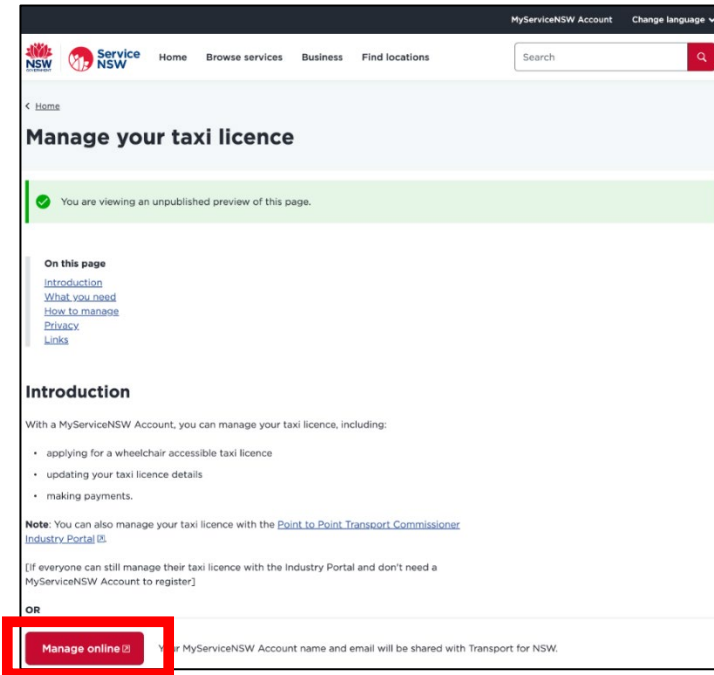 MyServiceNSW Account Change language
NSW
GOVERNMENT
Service
NSW
Home Browse services Business Find locations
Search
< Home
Manage your taxi licence
You are viewing an unpublished preview of this page.
On this page
Introduction
What you need
How to manage
Privacy
Links
Introduction
With a MyServiceNSW Account, you can manage your taxi licence, including:
• applying for a wheelchair accessible taxi licence
• updating your taxi licence details
• making payments.
Note: You can also manage your taxi licence with the Point to Point Transport Commissioner
Industry Portal.
[If everyone can still manage their taxi licence with the Industry Portal and don't need a
MyServiceNSW Account to register]
OR
Manage online Your MyServiceNSW Account name and email will be shared with Transport for NSW.